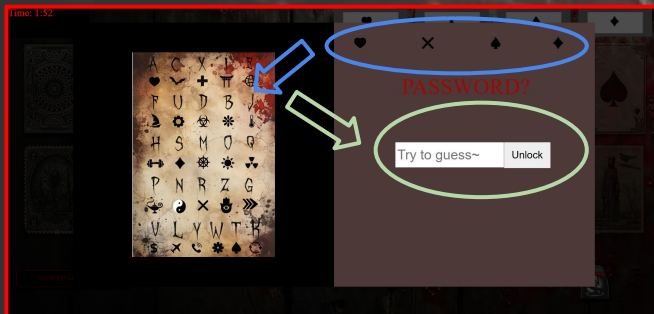 Time: 1:52
A C X I E
F U D B J
H S M O Q
P N R Z G
V L Y W T K
PASSWORD?
Try to guess~
Unlock